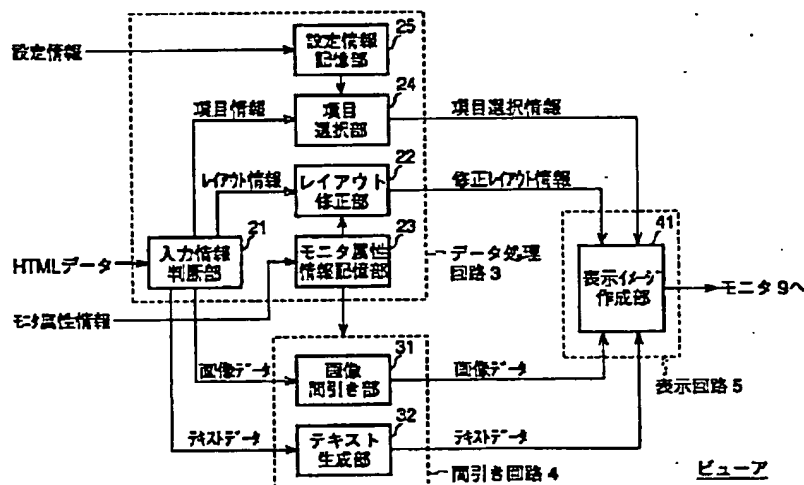 設定情報
25
設定情報
記憶部
24
項目情報
項目
選択部
項目選択情報
22
レイアウト情報
レイアウト
修正部
修正レイアウト情報
21
HTMLデータ
入力情報
判断部
23
モニタ属性
情報記憶部
データ処理
回路3
41
表示イメージ
作成部
モニタ9へ
モニタ属性情報
31
画像データ
画像
間引き部
画像データ
表示回路5
32
テキストデータ
テキスト
生成部
テキストデータ
間引き回路4
ビューア